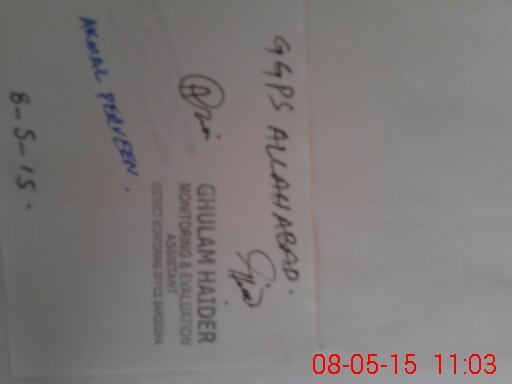 GGPS ALLAHABAD.
GHULAM HAIDER
MONITORING & EVALUATION
ASSISTANT
DISTRICT MONITORING OFFICE SARGODHA
AKMAL PERVEEN.
8-5-15.
08-05-15 11:03